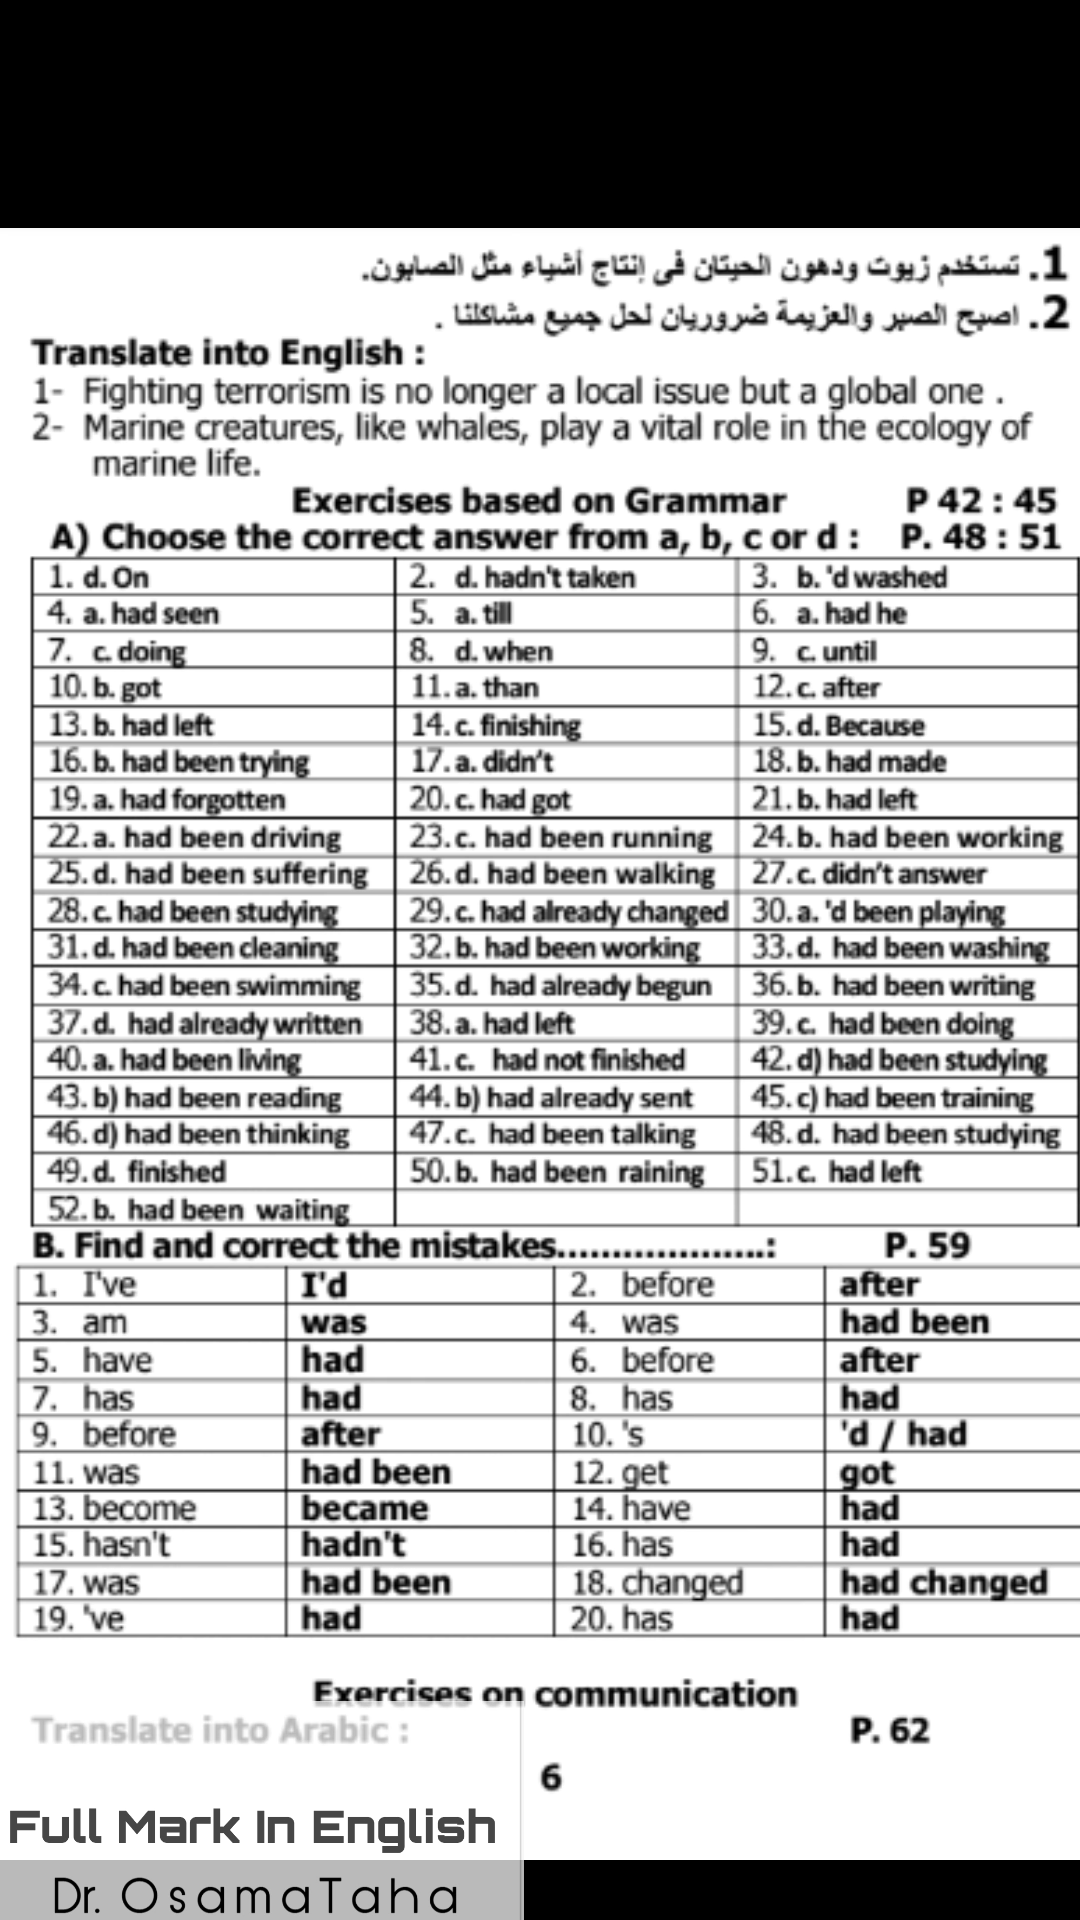 1. تستخدم زيوت ودهون الحيتان فى إنتاج أشياء مثل الصابون.
2. اصبح الصبر والعزيمة ضروريان لحل جميع مشاكلنا .
Translate into English :
1- Fighting terrorism is no longer a local issue but a global one .
2- Marine creatures, like whales, play a vital role in the ecology of
marine life.
Exercises based on Grammar P 42 : 45
A) Choose the correct answer from a, b, c or d : P. 48 : 51
1. d. On 2. d. hadn't taken 3. b. 'd washed
4. a. had seen 5. a. till 6. a. had he
7. c. doing 8. d. when 9. c. until
10. b. got 11. a. than 12. c. after
13. b. had left 14. c. finishing 15. d. Because
16. b. had been trying 17. a. didn't 18. b. had made
19. a. had forgotten 20. c. had got 21. b. had left
22. a. had been driving 23. c. had been running 24. b. had been working
25. d. had been suffering 26. d. had been walking 27. c. didn't answer
28. c. had been studying 29. c. had already changed 30. a. 'd been playing
31. d. had been cleaning 32. b. had been working 33. d. had been washing
34. c. had been swimming 35. d. had already begun 36. b. had been writing
37. d. had already written 38. a. had left 39. c. had been doing
40. a. had been living 41. c. had not finished 42. d) had been studying
43. b) had been reading 44. b) had already sent 45. c) had been training
46. d) had been thinking 47. c. had been talking 48. d. had been studying
49. d. finished 50. b. had been raining 51. c. had left
52. b. had been waiting
B. Find and correct the mistakes....................: P. 59
1. I've I'd 2. before after
3. am was 4. was had been
5. have had 6. before after
7. has had 8. has had
9. before after 10. 's 'd / had
11. was had been 12. get got
13. become became 14. have had
15. hasn't hadn't 16. has had
17. was had been 18. changed had changed
19. 've had 20. has had
Exercises on communication
Translate into Arabic : P. 62
6
Full Mark In English
Dr. OsamaTaha